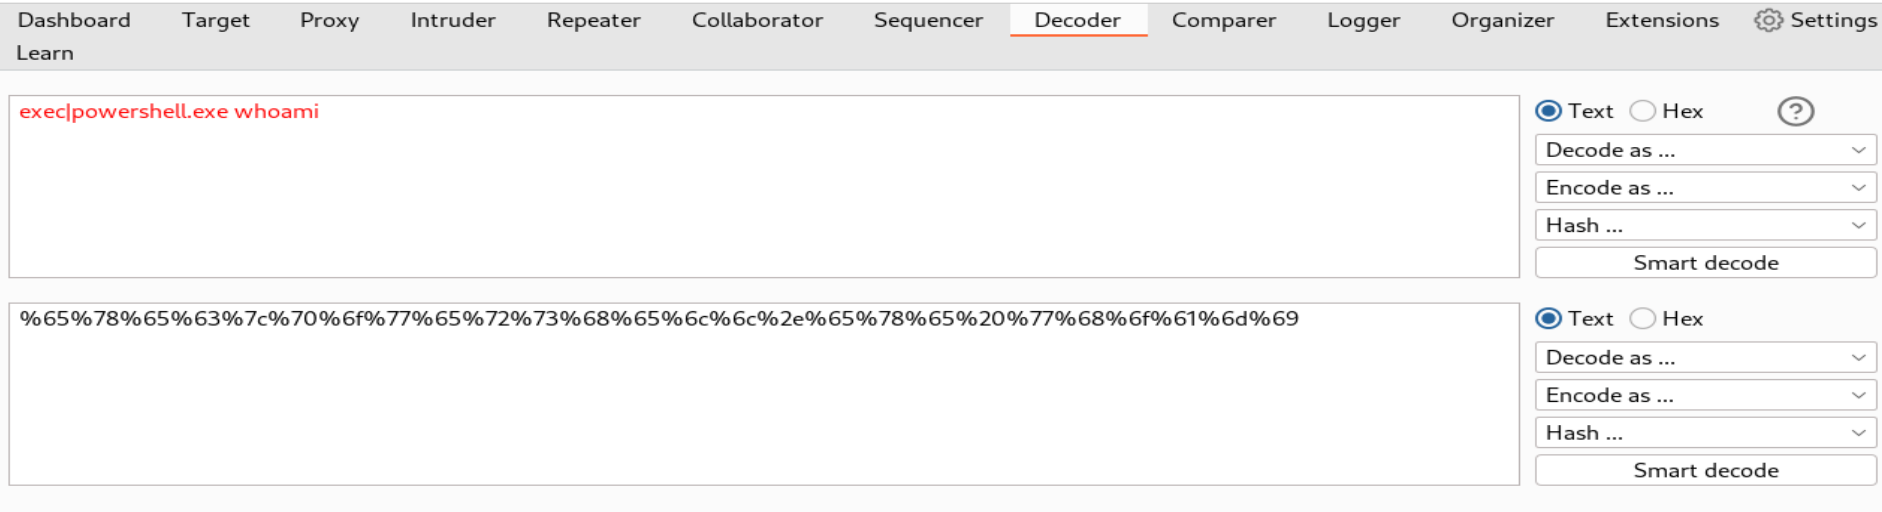 Dashboard Target Proxy Intruder Repeater Collaborator Sequencer Decoder Comparer Logger Organizer Extensions Settings
Learn
exec|powershell.exe whoami
Text Hex ?
Decode as ...
Encode as ...
Hash ...
Smart decode
%65%78%65%63%7c%70%6f%77%65%72%73%68%65%6c%6c%2e%65%78%65%20%77%68%6f%61%6d%69
Text Hex
Decode as ...
Encode as ...
Hash ...
Smart decode